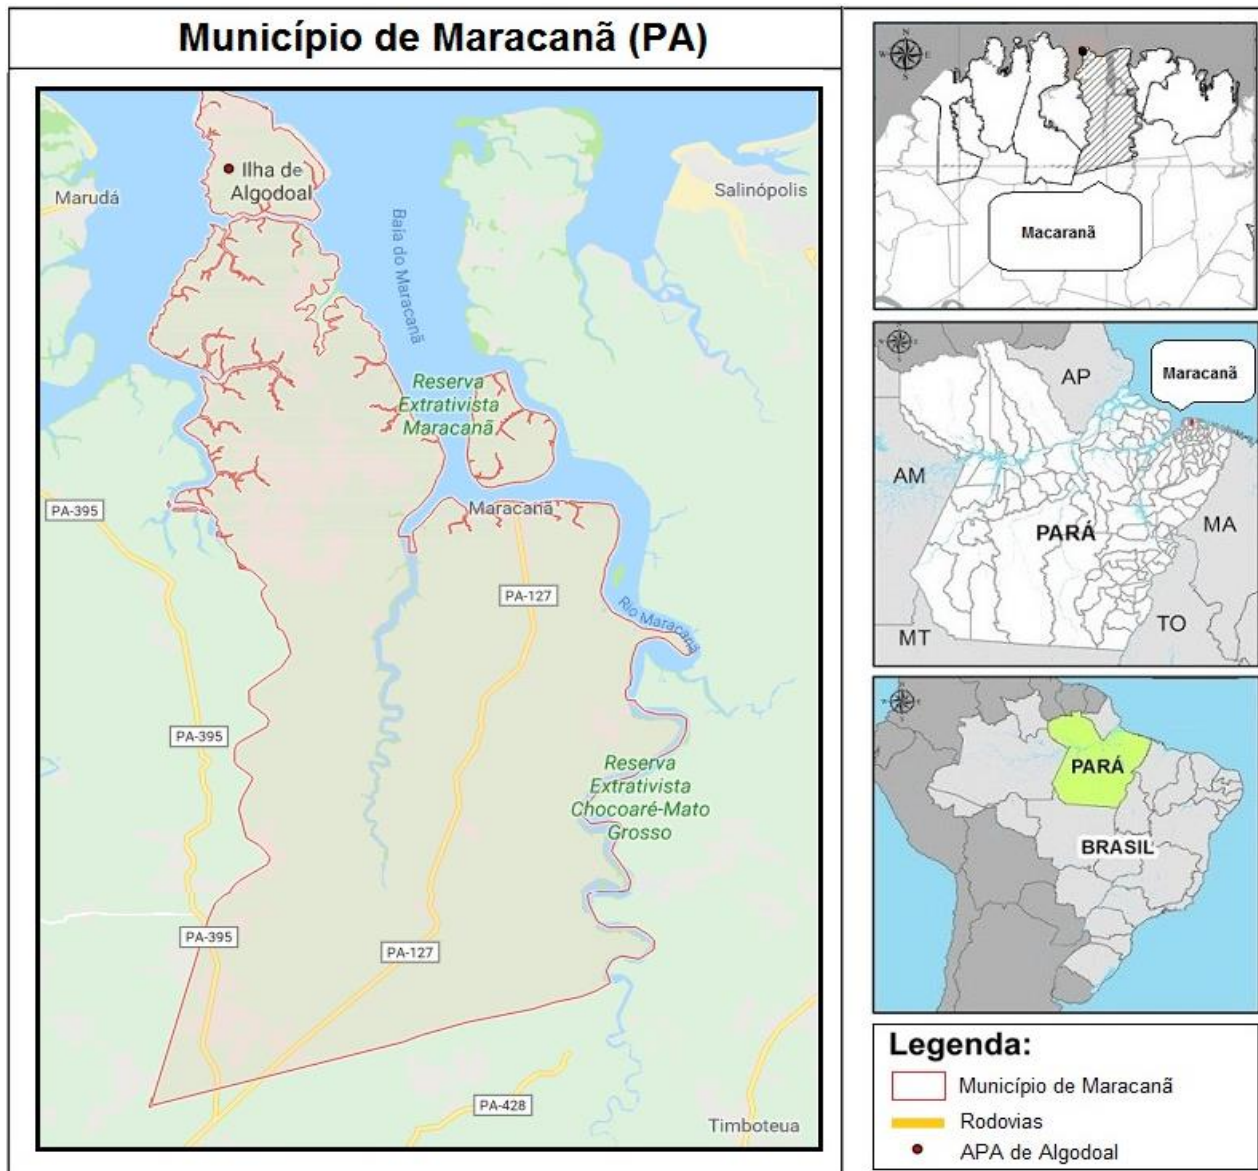 Município de Maracanã (PA)
Ilha de
Algodoal
Marudá
Salinópolis
Baía do Maracanã
Reserva
Extrativista
Maracanã
PA-395
Maracanã
PA-127
Rio Maracanã
PA-395
Reserva
Extrativista
Chocoaré-Mato
Grosso
PA-395
PA-127
PA-428
Timboteua
N
W
E
S
Macaranã
Maracanã
AP
AM
PARÁ
MA
MT
TO
PARÁ
BRASIL
Legenda:
Município de Maracanã
Rodovias
APA de Algodoal